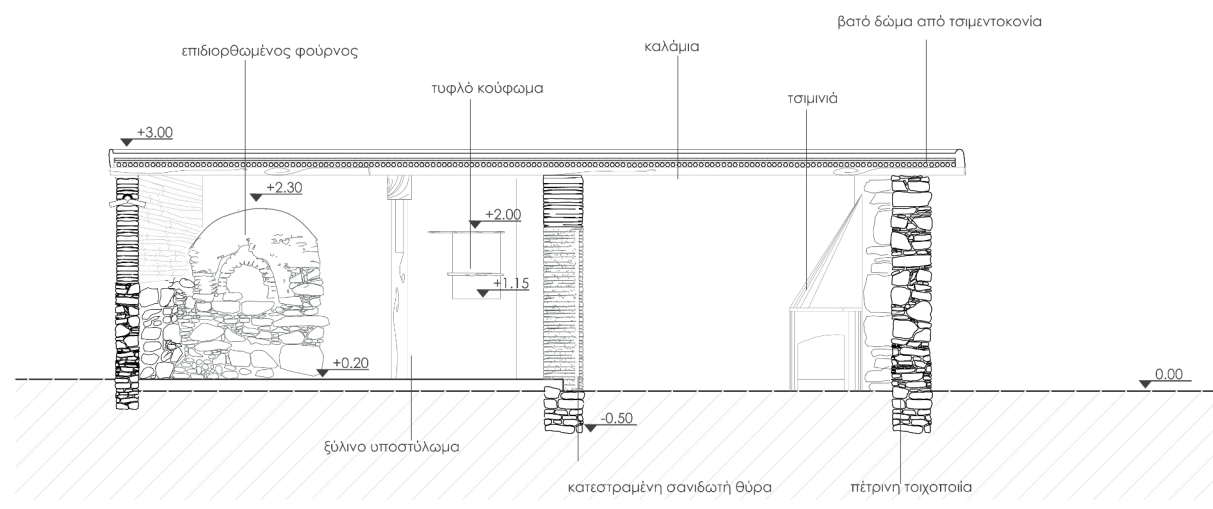 βατό δώμα από τσιμεντοκονία
επιδιορθωμένος φούρνος
καλάμια
τυφλό κούφωμα
τσιμινιά
+3.00
+2.30
+2.00
+1.15
+0.20
0.00
-0.50
ξύλινο υποστύλωμα
κατεστραμένη σανιδωτή θύρα
πέτρινη τοιχοποιία